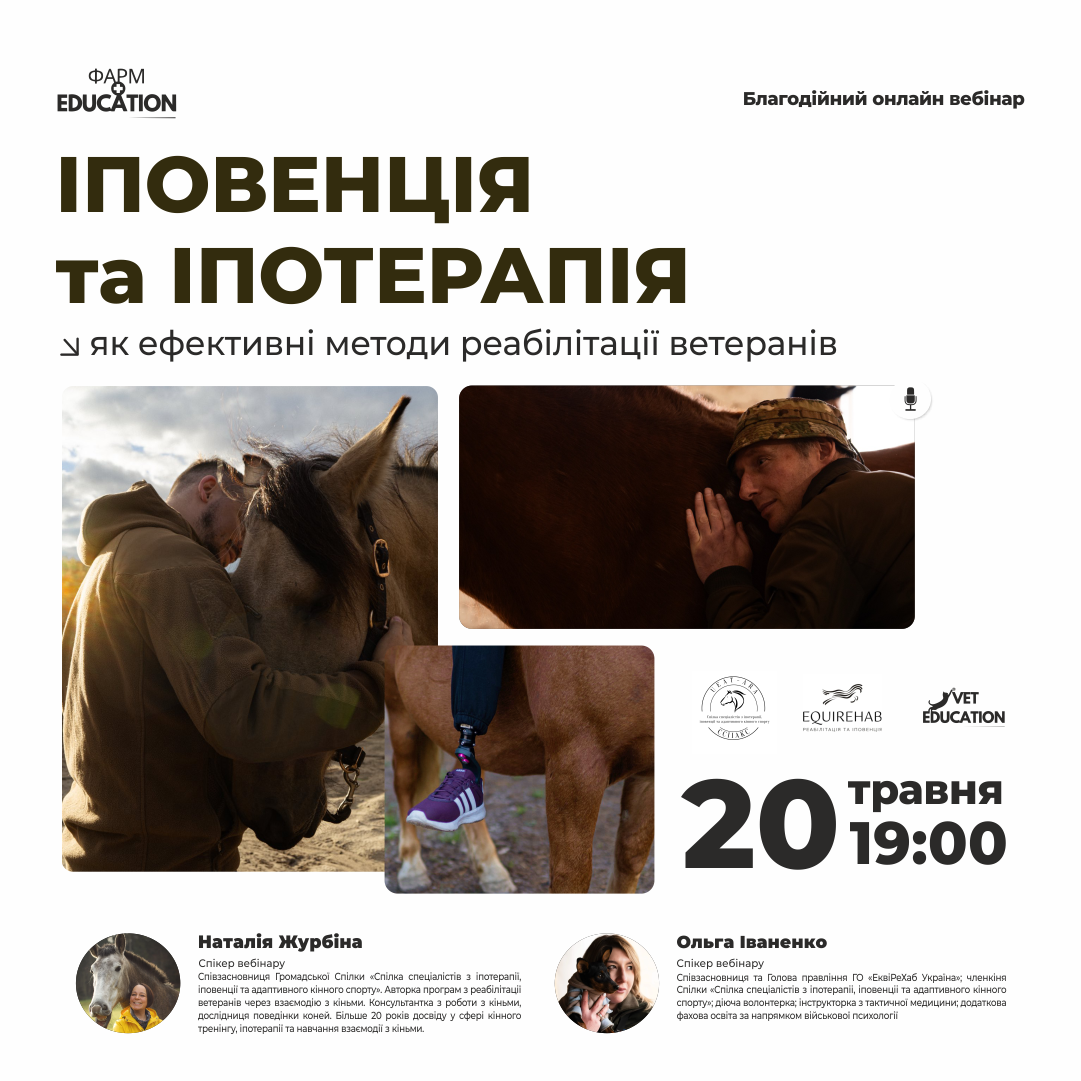 ФАРМ
EDUCATION
Благодійний онлайн вебінар
ІПОВЕНЦІЯ
та ІПОТЕРАПІЯ
як ефективні методи реабілітації ветеранів
EQUIREHAB
РЕАБІЛІТАЦІЯ ТА ІПОВЕНЦІЯ
VET
EDUCATION
20 травня
19:00
Наталія Журбіна
Спікер вебінару
Співзасновниця Громадської Спілки «Спілка спеціалістів з іпотерапії,
іповенції та адаптивного кінного спорту». Авторка програм з реабілітації
ветеранів через взаємодію з кіньми. Консультантка з роботи з кіньми,
дослідниця поведінки коней. Більше 20 років досвіду у сфері кінного
тренінгу, іпотерапії та навчання взаємодії з кіньми.
Ольга Іваненко
Спікер вебінару
Співзасновниця та Голова правління ГО «ЕквіРеХаб Україна»; членкіня
Спілки «Спілка спеціалістів з іпотерапії, іповенції та адаптивного кінного
спорту»; діюча волонтерка; інструкторка з тактичної медицини; додаткова
фахова освіта за напрямком військової психології